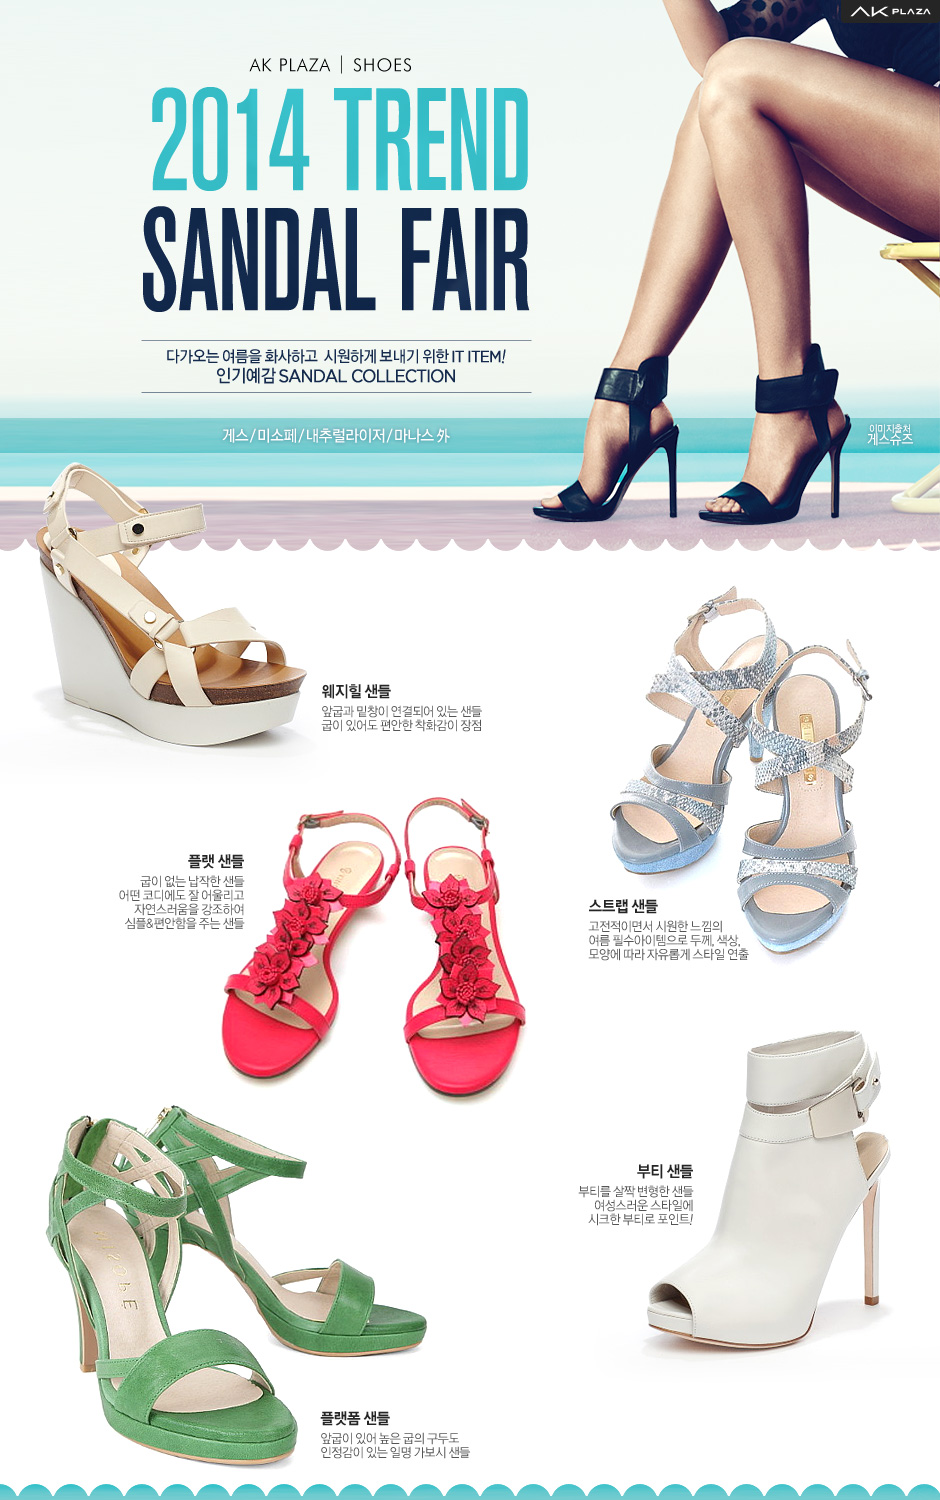 AK PLAZA
AK PLAZA | SHOES
2014 TREND
SANDAL FAIR
다가오는 여름을 화사하고 시원하게 보내기 위한 IT ITEM!
인기예감 SANDAL COLLECTION
게스/미소페/내추럴라이저/마나스 外
이미지출처
게스슈즈
웨지힐 샌들
앞굽과 밑창이 연결되어 있는 샌들
굽이 있어도 편안한 착화감이 장점
플랫 샌들
굽이 없는 납작한 샌들
어떤 코디에도 잘 어울리고
자연스러움을 강조하여
심플&편안함을 주는 샌들
스트랩 샌들
고전적이면서 시원한 느낌의
여름 필수아이템으로 두께, 색상,
모양에 따라 자유롭게 스타일 연출
부티 샌들
부티를 살짝 변형한 샌들
여성스러운 스타일에
시크한 부티로 포인트!
플랫폼 샌들
앞굽이 있어 높은 굽의 구두도
안정감이 있는 일명 가보시 샌들